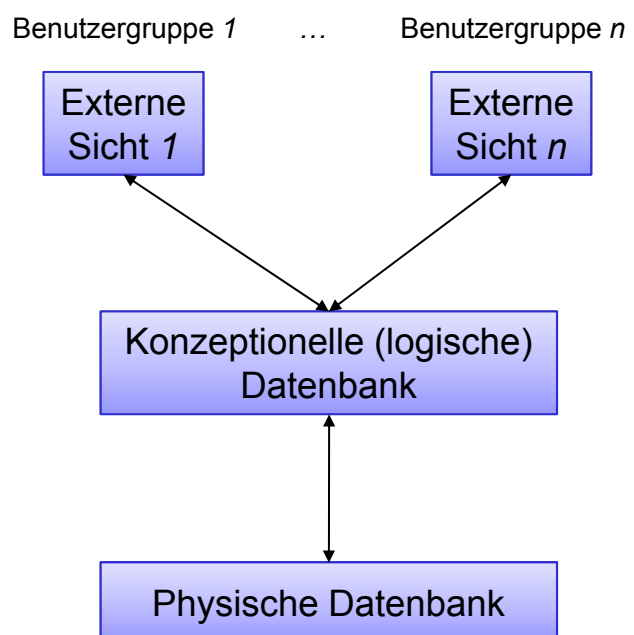 Benutzergruppe 1 ... Benutzergruppe n
Externe
Sicht 1
Externe
Sicht n
Konzeptionelle (logische)
Datenbank
Physische Datenbank